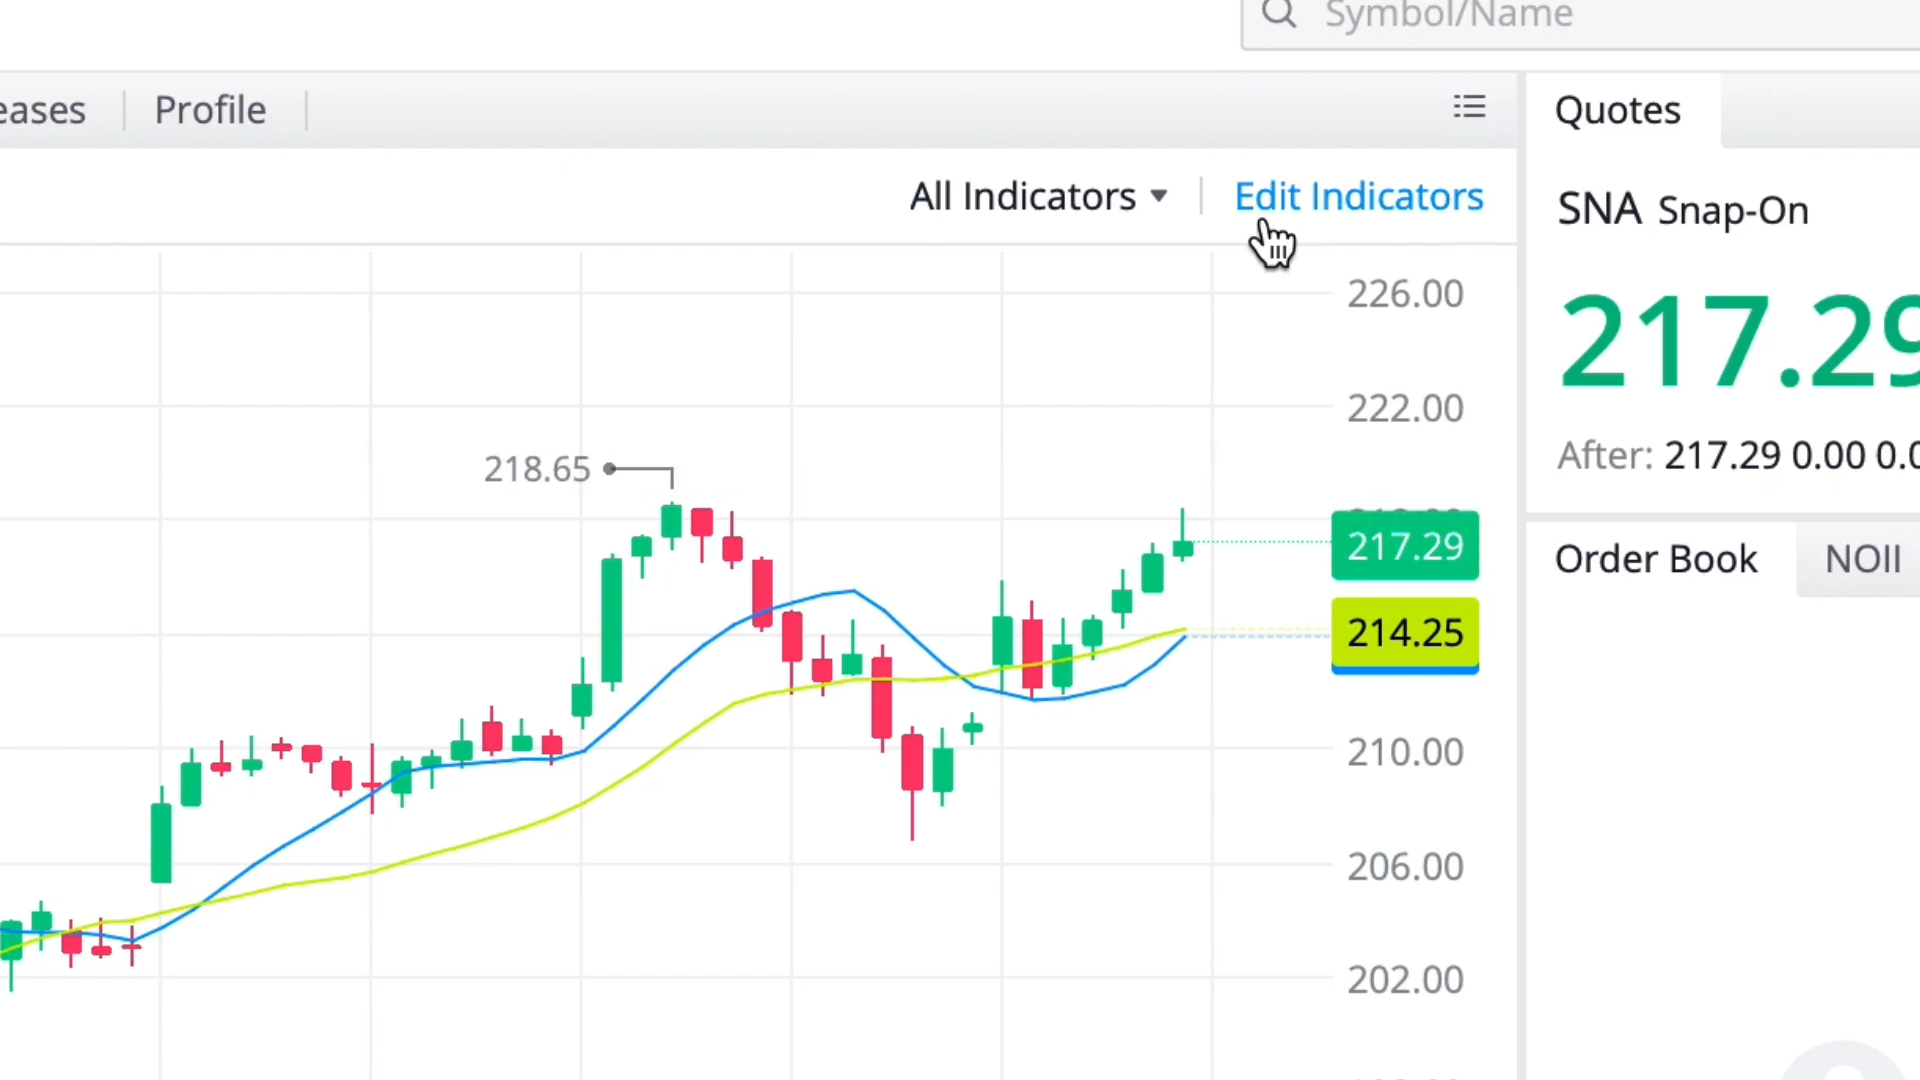 Symbol/Name
eases
Profile
Quotes
All Indicators
Edit Indicators
SNA Snap-On
226.00
217.29
222.00
After: 217.29 0.00 0.0
218.65
217.29
Order Book
NOII
214.25
210.00
206.00
202.00